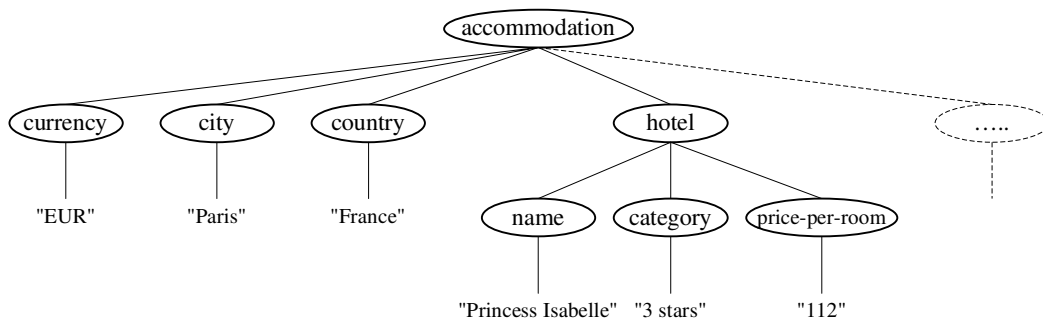 accommodation
currency city country hotel .....
"EUR" "Paris" "France"
name category price-per-room
"Princess Isabelle" "3 stars" "112"